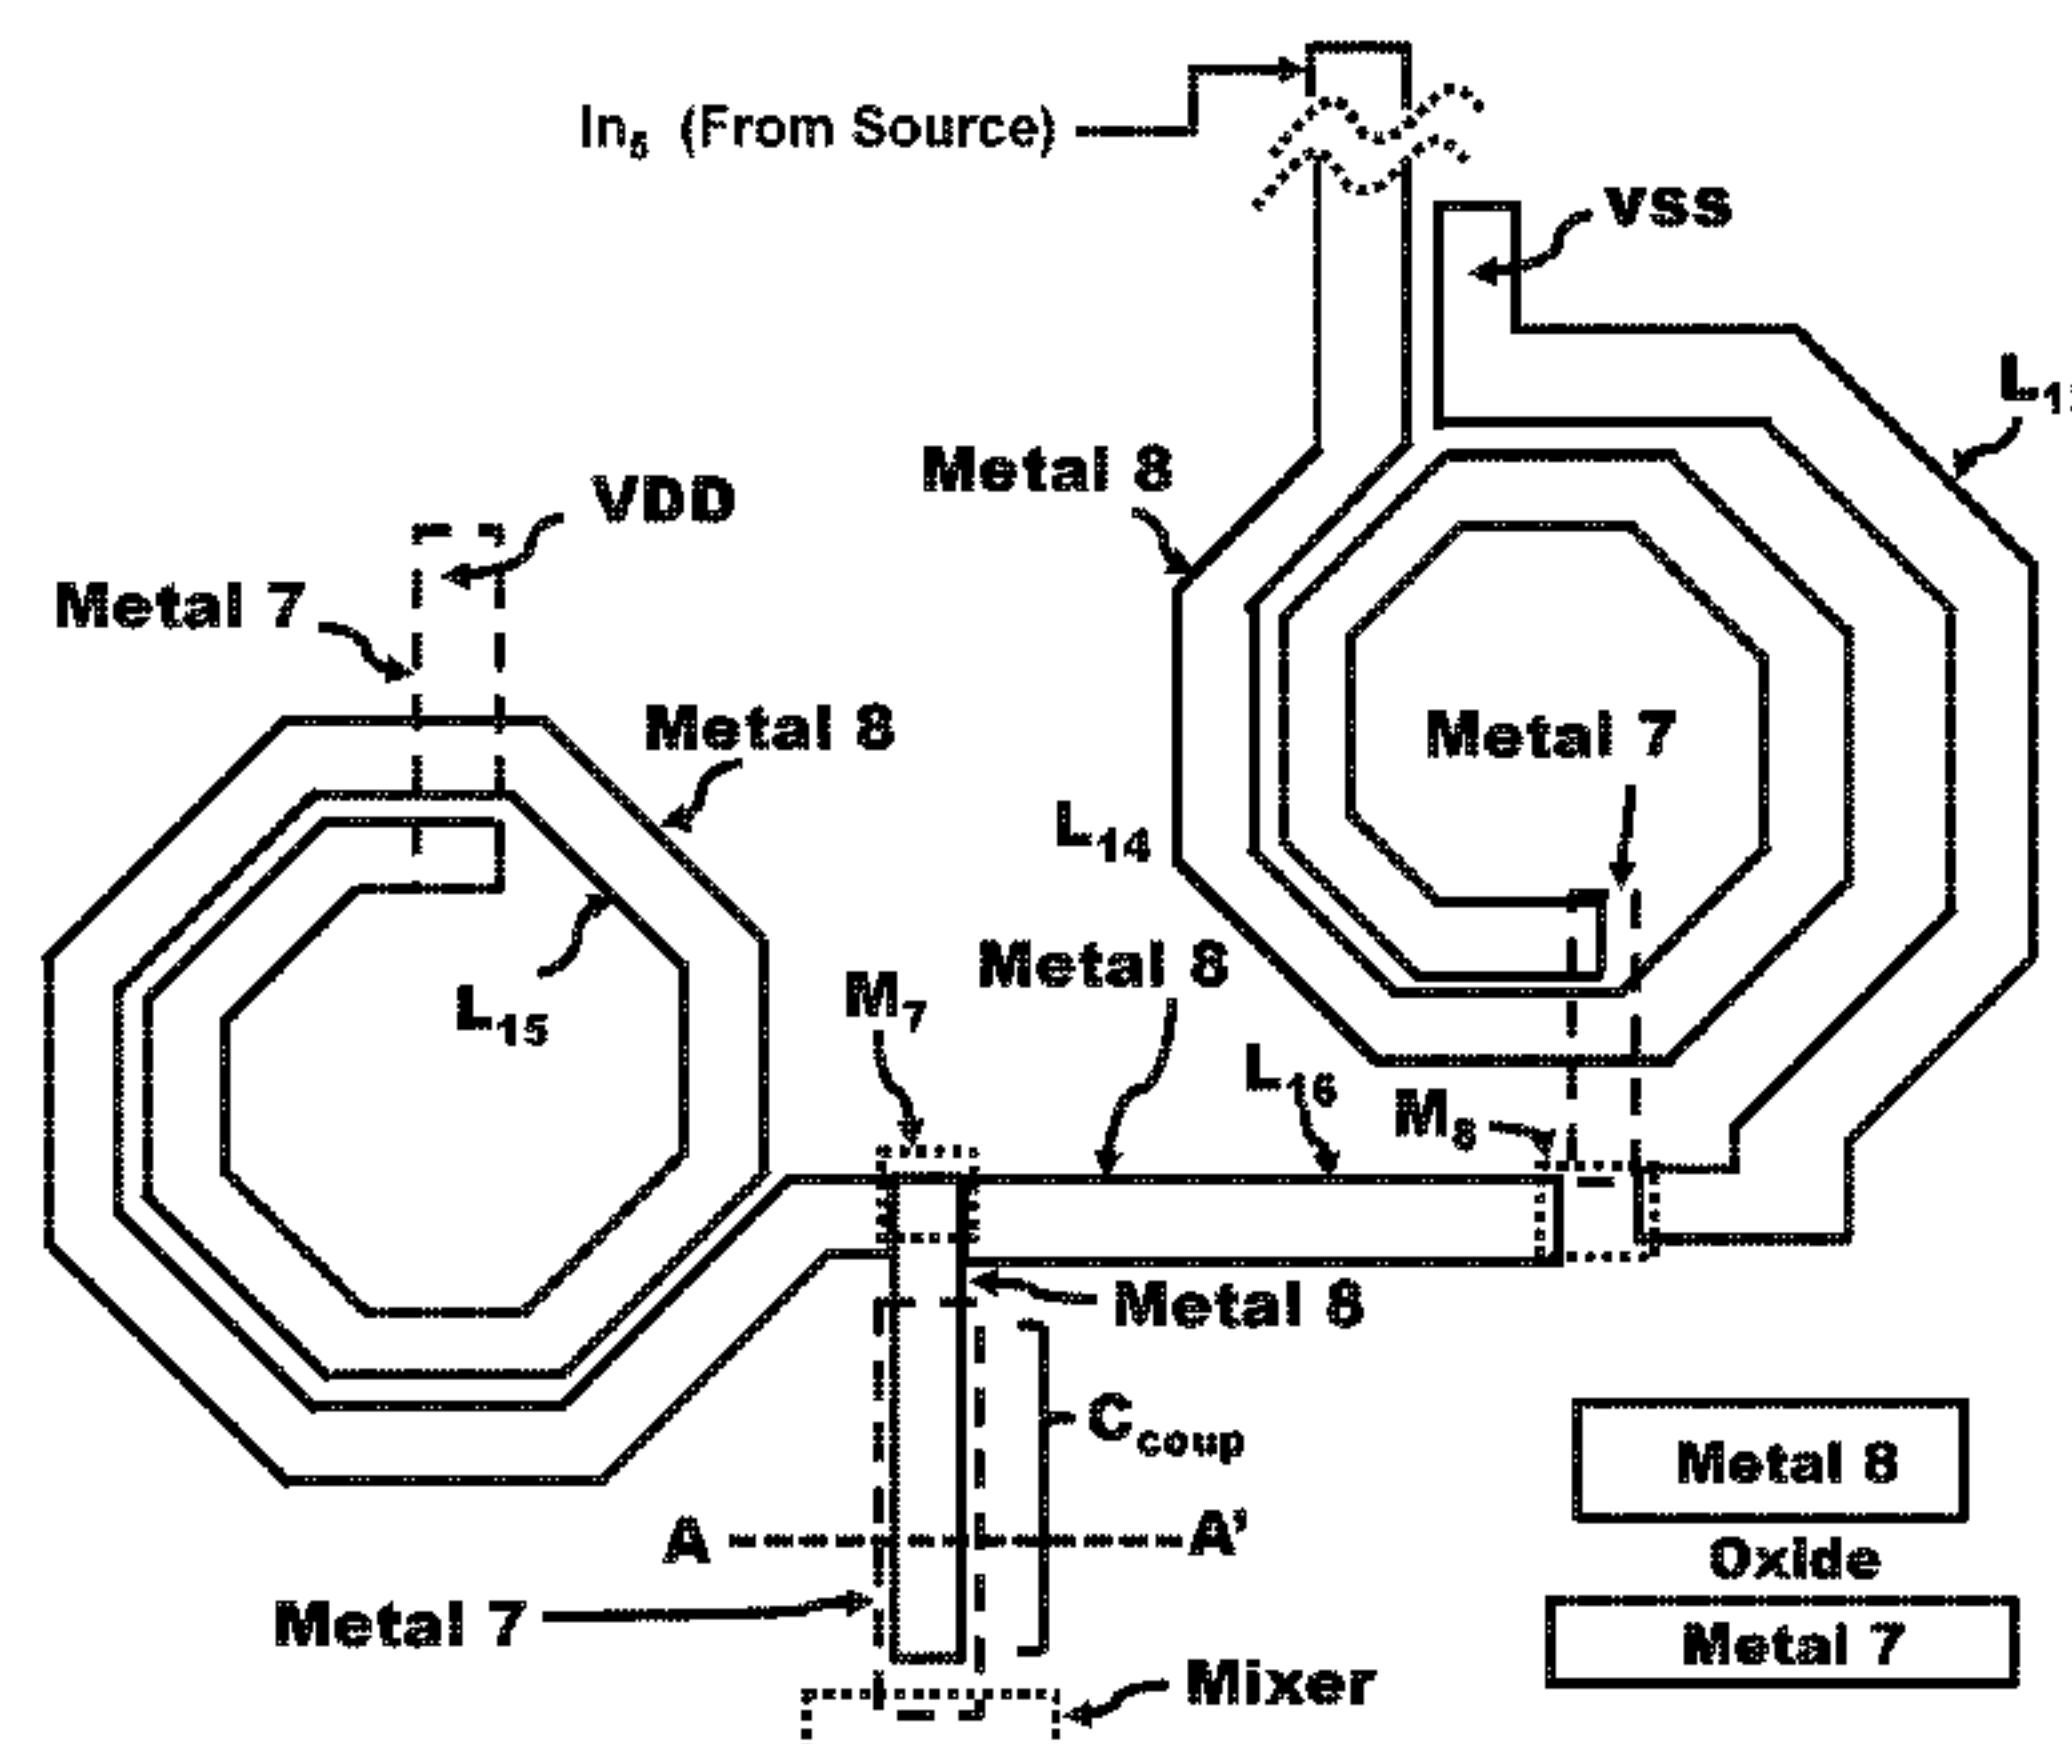 In5 (From Source)
VSS
L1
Metal 8
VDD
Metal 7
Metal 8
Metal 7
L14
L15
M7
Metal 8
L16
M8
Metal 8
Ccoup
A
A'
Metal 7
Mixer
Metal 8
Oxide
Metal 7